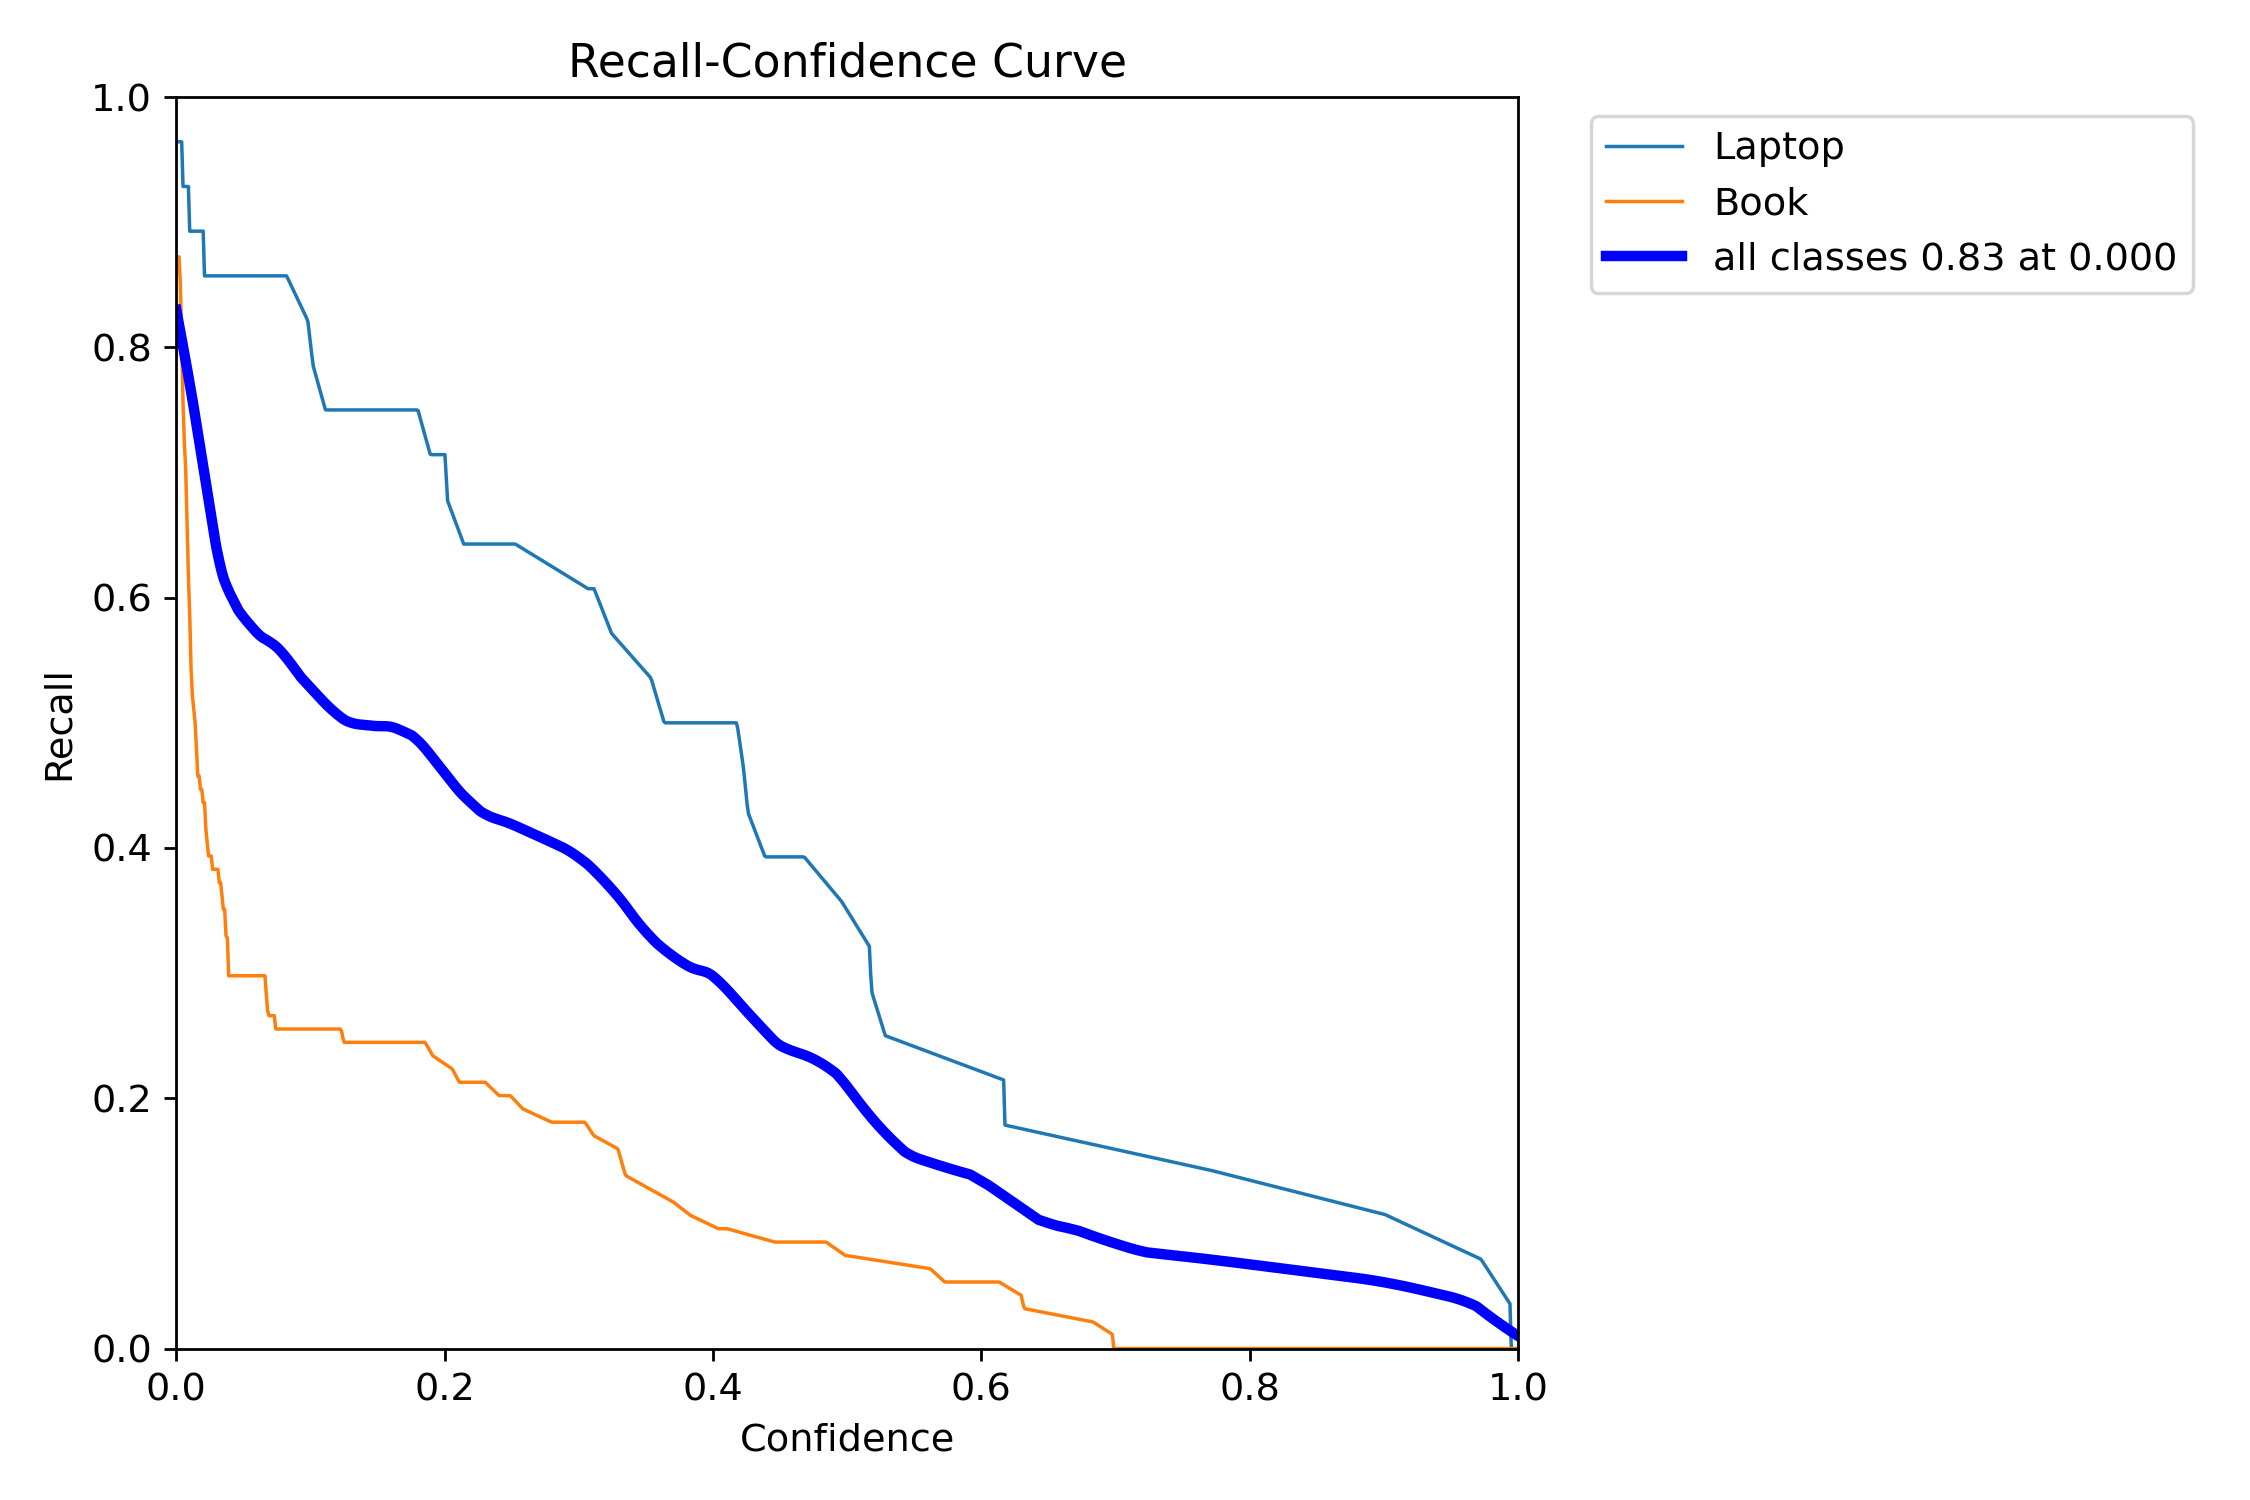 Recall-Confidence Curve
1.0
0.8
0.6
0.4
0.2
0.0
Recall
0.0 0.2 0.4 0.6 0.8 1.0
Confidence
Laptop
Book
all classes 0.83 at 0.000